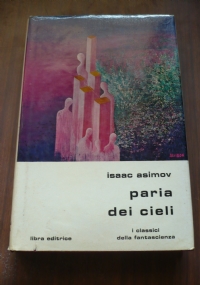 isaac asimov
paria
dei cieli
libra editrice
i classici
della fantascienza